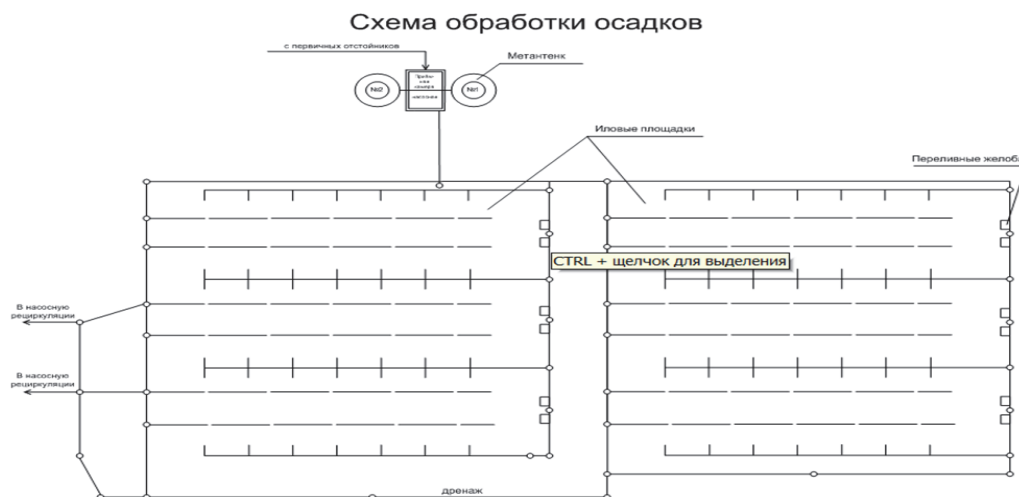 Схема обработки осадков
с первичных отстойников
Метантенк
№2
№1
Иловые площадки
Переливные желоба
CTRL + щелчок для выделения
В насосную
рециркуляции
В насосную
рециркуляции
дренаж